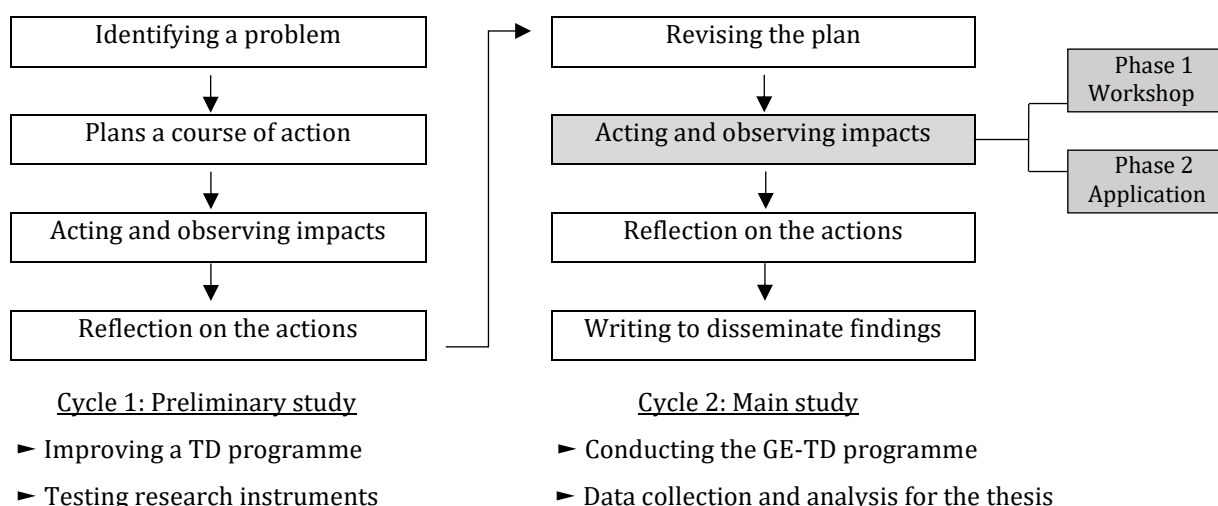 Identifying a problem
Plans a course of action
Acting and observing impacts
Reflection on the actions
Cycle 1: Preliminary study
► Improving a TD programme
► Testing research instruments
Revising the plan
Acting and observing impacts
Reflection on the actions
Writing to disseminate findings
Cycle 2: Main study
► Conducting the GE-TD programme
► Data collection and analysis for the thesis
Phase 1
Workshop
Phase 2
Application